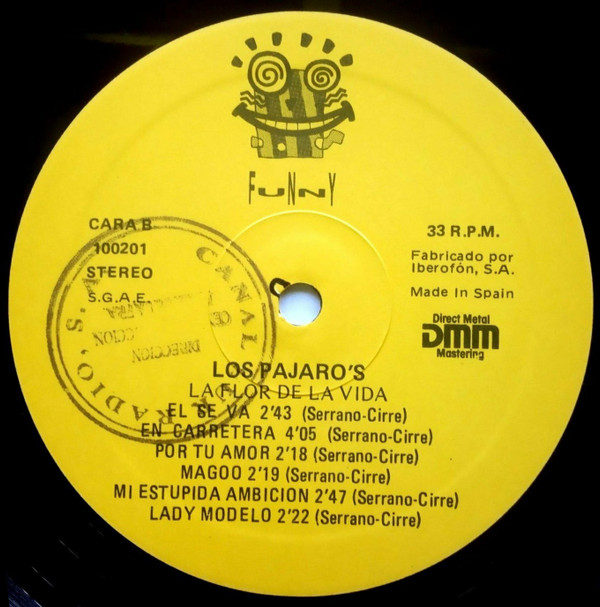 FUNNY
CARA B
100201
STEREO
S.G.A.E.
33 R.P.M.
Fabricado por
Iberofón, S.A.
Made In Spain
Direct Metal
DMM
Mastering
CANAL
RADIO'S
DIRECCION
LOS PAJARO'S
LA FLOR DE LA VIDA
EL SE VA 2'43 (Serrano-Cirre)
EN CARRETERA 4'05 (Serrano-Cirre)
POR TU AMOR 2'18 (Serrano-Cirre)
MAGOO 2'19 (Serrano-Cirre)
MI ESTUPIDA AMBICION 2'47 (Serrano-Cirre)
LADY MODELO 2'22 (Serrano-Cirre)